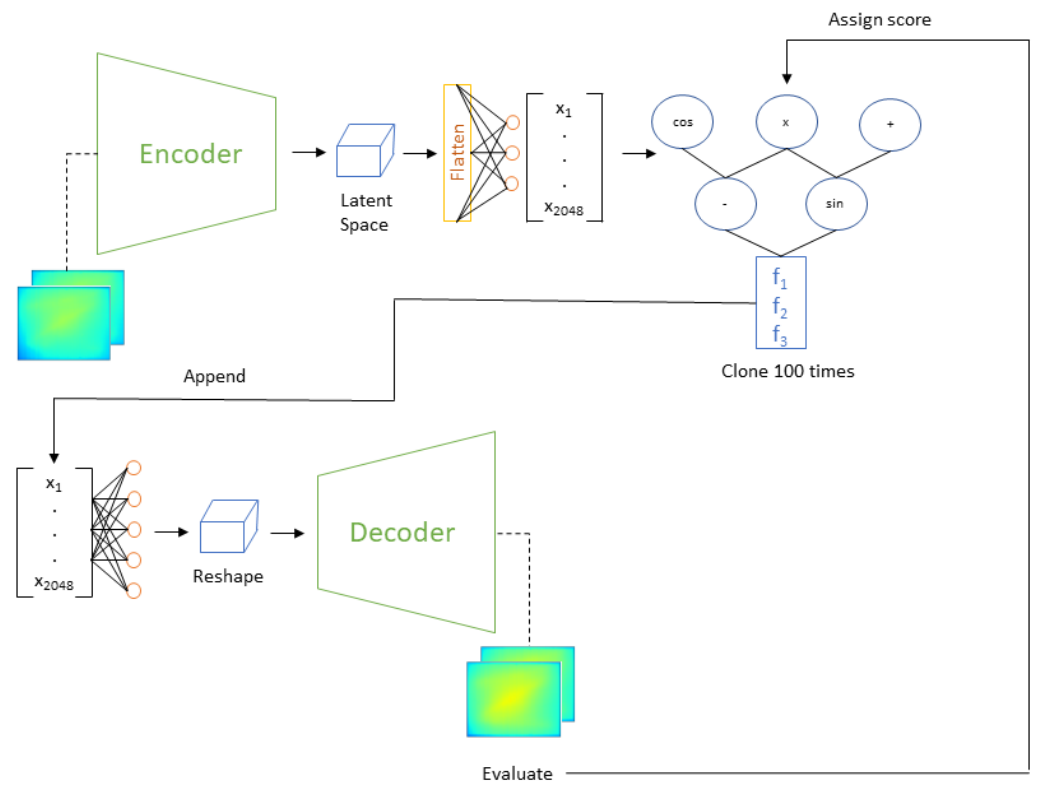 Assign score
Encoder
Latent
Space
Flatten
x1
.
.
.
x2048
cos
x
+
-
sin
f1
f2
f3
Clone 100 times
Append
x1
.
.
.
x2048
Reshape
Decoder
Evaluate